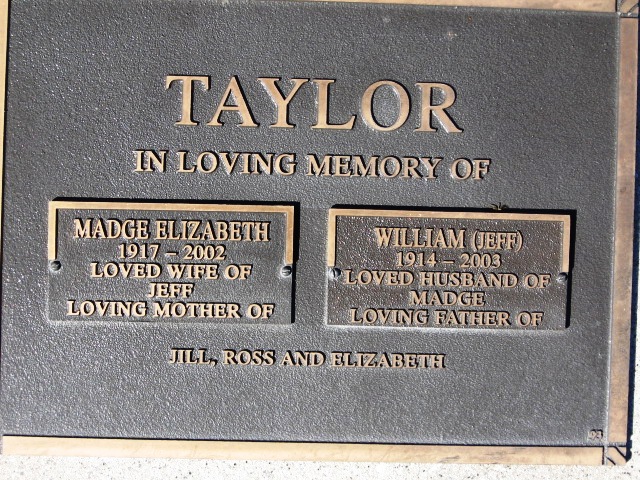 TAYLOR
IN LOVING MEMORY OF
MADGE ELIZABETH
1917 – 2002
LOVED WIFE OF
JEFF
LOVING MOTHER OF
WILLIAM (JEFF)
1914 – 2003
LOVED HUSBAND OF
MADGE
LOVING FATHER OF
JILL, ROSS AND ELIZABETH